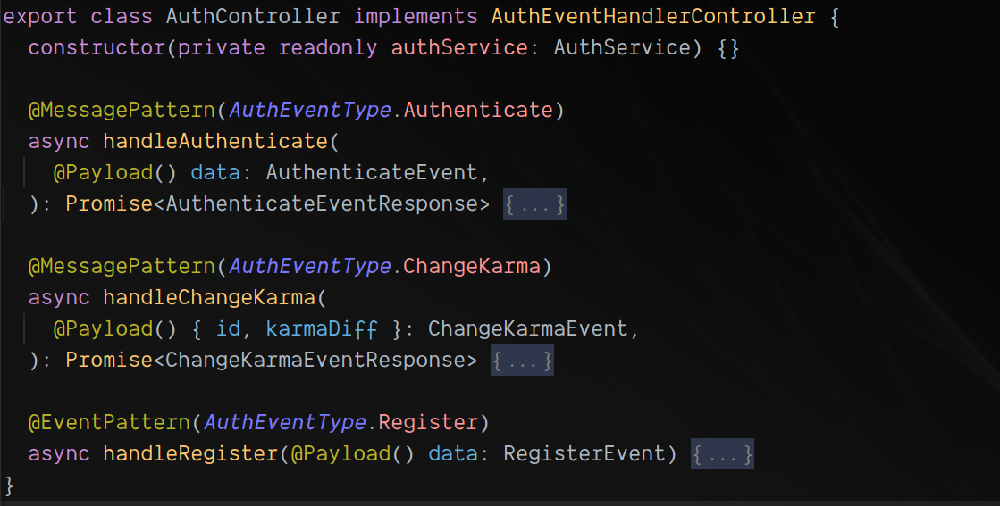 export class AuthController implements AuthEventHandlerController {
constructor(private readonly authService: AuthService) {}
@MessagePattern(AuthEventType.Authenticate)
async handleAuthenticate(
@Payload() data: AuthenticateEvent,
): Promise<AuthenticateEventResponse> {...}
@MessagePattern(AuthEventType.ChangeKarma)
async handleChangeKarma(
@Payload() { id, karmaDiff }: ChangeKarmaEvent,
): Promise<ChangeKarmaEventResponse> {...}
@EventPattern(AuthEventType.Register)
async handleRegister(@Payload() data: RegisterEvent) {...}
}